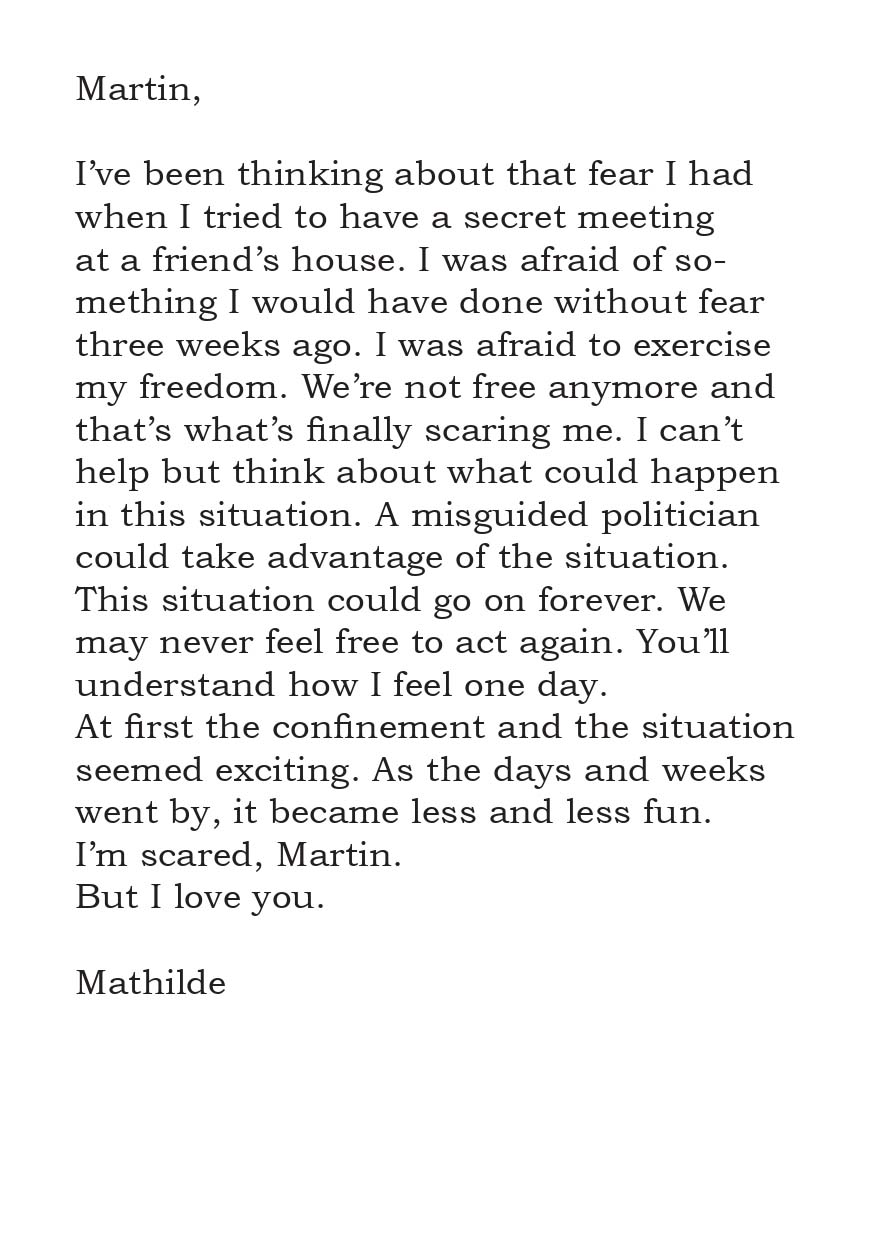 Martin,
I’ve been thinking about that fear I had
when I tried to have a secret meeting
at a friend’s house. I was afraid of so-
mething I would have done without fear
three weeks ago. I was afraid to exercise
my freedom. We’re not free anymore and
that’s what’s finally scaring me. I can’t
help but think about what could happen
in this situation. A misguided politician
could take advantage of the situation.
This situation could go on forever. We
may never feel free to act again. You’ll
understand how I feel one day.
At first the confinement and the situation
seemed exciting. As the days and weeks
went by, it became less and less fun.
I’m scared, Martin.
But I love you.
Mathilde